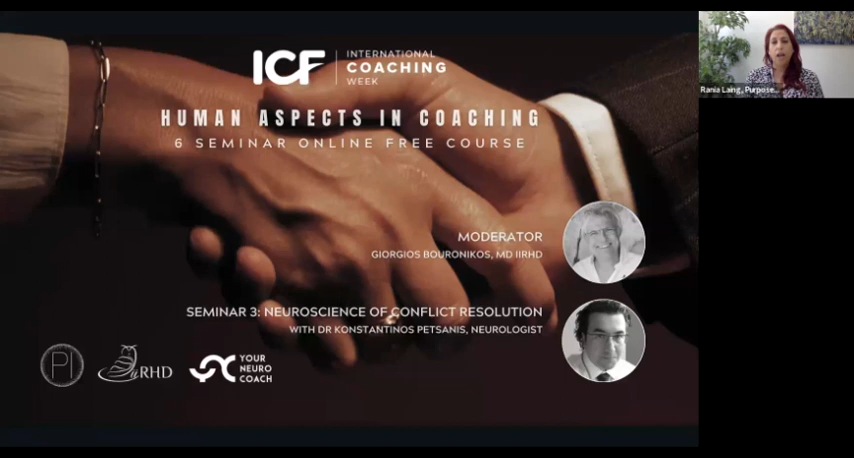 ICF
INTERNATIONAL
COACHING
WEEK
HUMAN ASPECTS IN COACHING
6 SEMINAR ONLINE FREE COURSE
MODERATOR
GIORGIOS BOURONIKOS, MD IIRHD
SEMINAR 3: NEUROSCIENCE OF CONFLICT RESOLUTION
WITH DR KONSTANTINOS PETSANIS, NEUROLOGIST
PI
RHD
YOUR
NEURO
COACH
Rania Laing, Purpose...